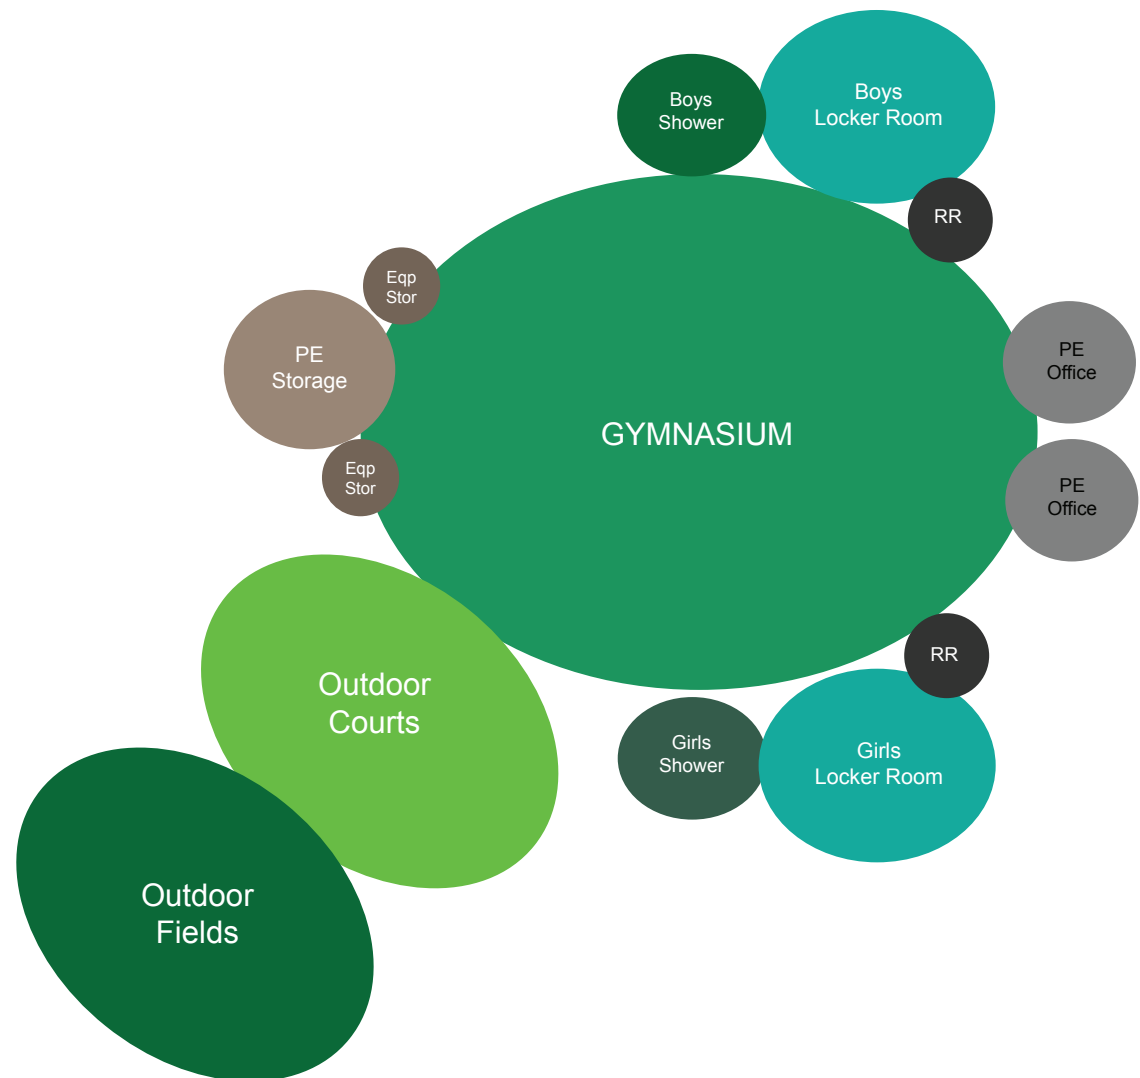 Boys
Shower
Boys
Locker Room
RR
Eqp
Stor
PE
Storage
PE
Office
GYMNASIUM
Eqp
Stor
PE
Office
RR
Outdoor
Courts
Girls
Shower
Girls
Locker Room
Outdoor
Fields